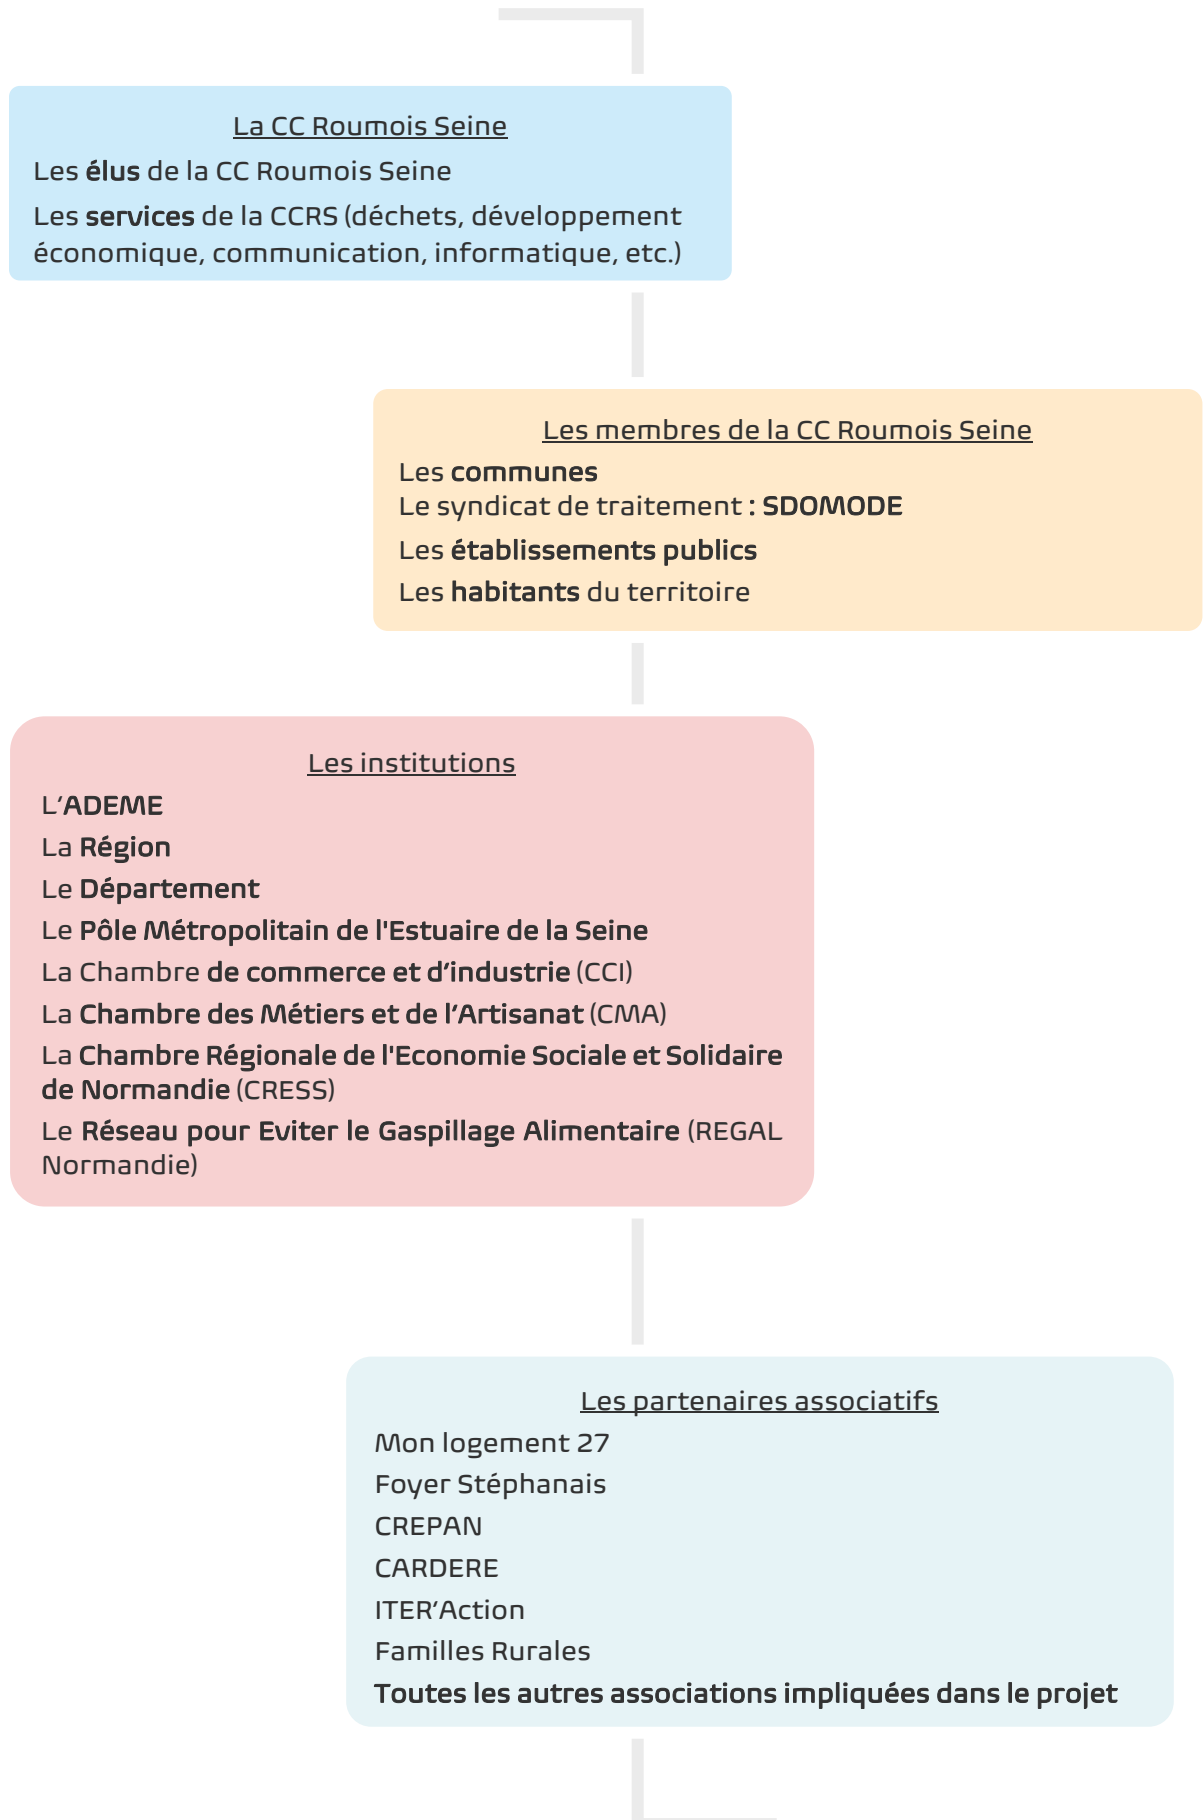 La CC Roumois Seine
Les élus de la CC Roumois Seine
Les services de la CCRS (déchets, développement
économique, communication, informatique, etc.)
Les membres de la CC Roumois Seine
Les communes
Le syndicat de traitement : SDOMODE
Les établissements publics
Les habitants du territoire
Les institutions
L’ADEME
La Région
Le Département
Le Pôle Métropolitain de l'Estuaire de la Seine
La Chambre de commerce et d’industrie (CCI)
La Chambre des Métiers et de l’Artisanat (CMA)
La Chambre Régionale de l'Economie Sociale et Solidaire
de Normandie (CRESS)
Le Réseau pour Eviter le Gaspillage Alimentaire (REGAL
Normandie)
Les partenaires associatifs
Mon logement 27
Foyer Stéphanais
CREPAN
CARDERE
ITER’Action
Familles Rurales
Toutes les autres associations impliquées dans le projet